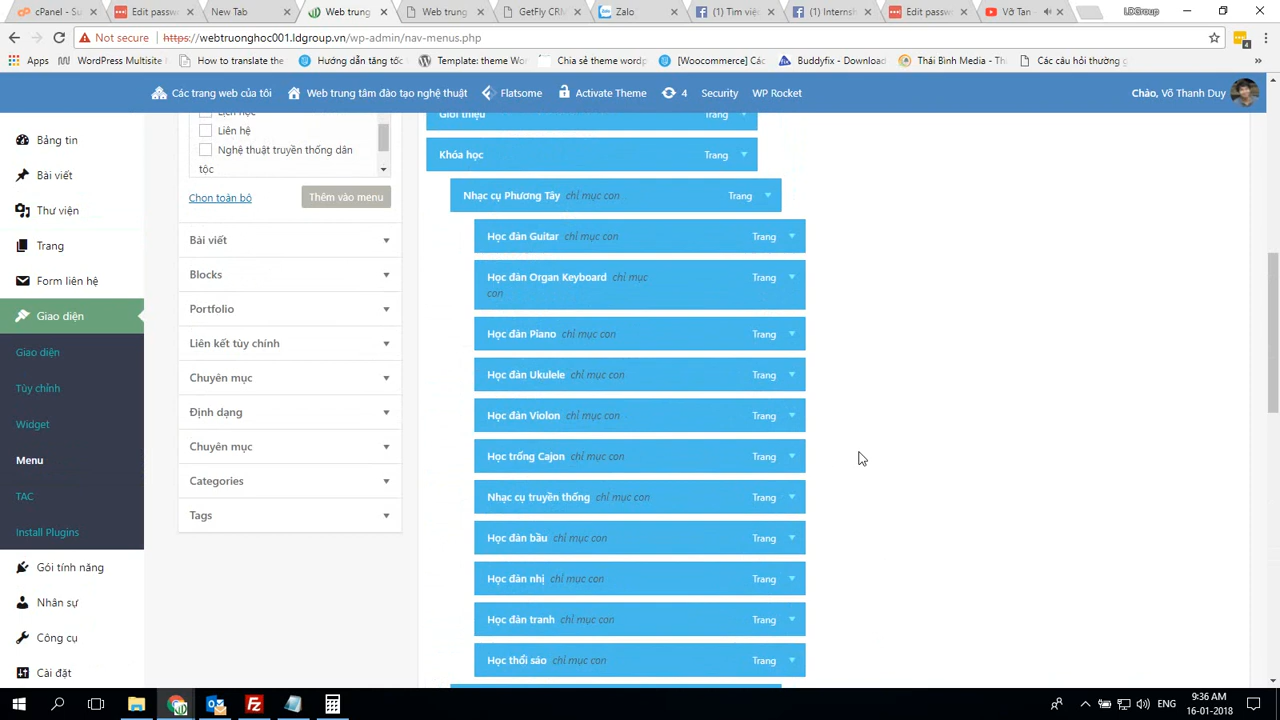 cPanel - Su
Edit passw
New Tab
Web trung
Web trung
GetFly CRM
Zalo
(1) Tìm việc
(1) Interns
Edit passw
Võ Tan
LDGroup
Not secure
https://webtruonghoc001.ldgroup.vn/wp-admin/nav-menus.php
4
Apps
WordPress Multisite
How to translate the
Hướng dẫn tăng tốc
Template: theme Wor
Chia sẻ theme wordp
[Woocommerce] Các
Buddyfix - Download
Thái Bình Media - Th
Các câu hỏi thường g
Các trang web của tôi
Web trung tâm đào tạo nghệ thuật
Flatsome
Activate Theme
4
Security
WP Rocket
Chào, Võ Thanh Duy
Bảng tin
Bài viết
Thư viện
Trang
Form liên hệ
Giao diện
Giao diện
Tùy chỉnh
Widget
Menu
TAC
Install Plugins
Gói tính năng
Nhân sự
Công cụ
Cài đặt
Lịch học
Liên hệ
Nghệ thuật truyền thống dân
tộc
Chọn toàn bộ
Thêm vào menu
Bài viết
Blocks
Portfolio
Liên kết tùy chính
Chuyên mục
Định dạng
Chuyên mục
Categories
Tags
Giới thiệu Trang
Khóa học Trang
Nhạc cụ Phương Tây chỉ mục con Trang
Học đàn Guitar chỉ mục con Trang
Học đàn Organ Keyboard chỉ mục Trang
con
Học đàn Piano chỉ mục con Trang
Học đàn Ukulele chỉ mục con Trang
Học đàn Violon chỉ mục con Trang
Học trống Cajon chỉ mục con Trang
Nhạc cụ truyền thống chỉ mục con Trang
Học đàn bầu chỉ mục con Trang
Học đàn nhị chỉ mục con Trang
Học đàn tranh chỉ mục con Trang
Học thổi sáo chỉ mục con Trang
ENG
9:36 AM
16-01-2018